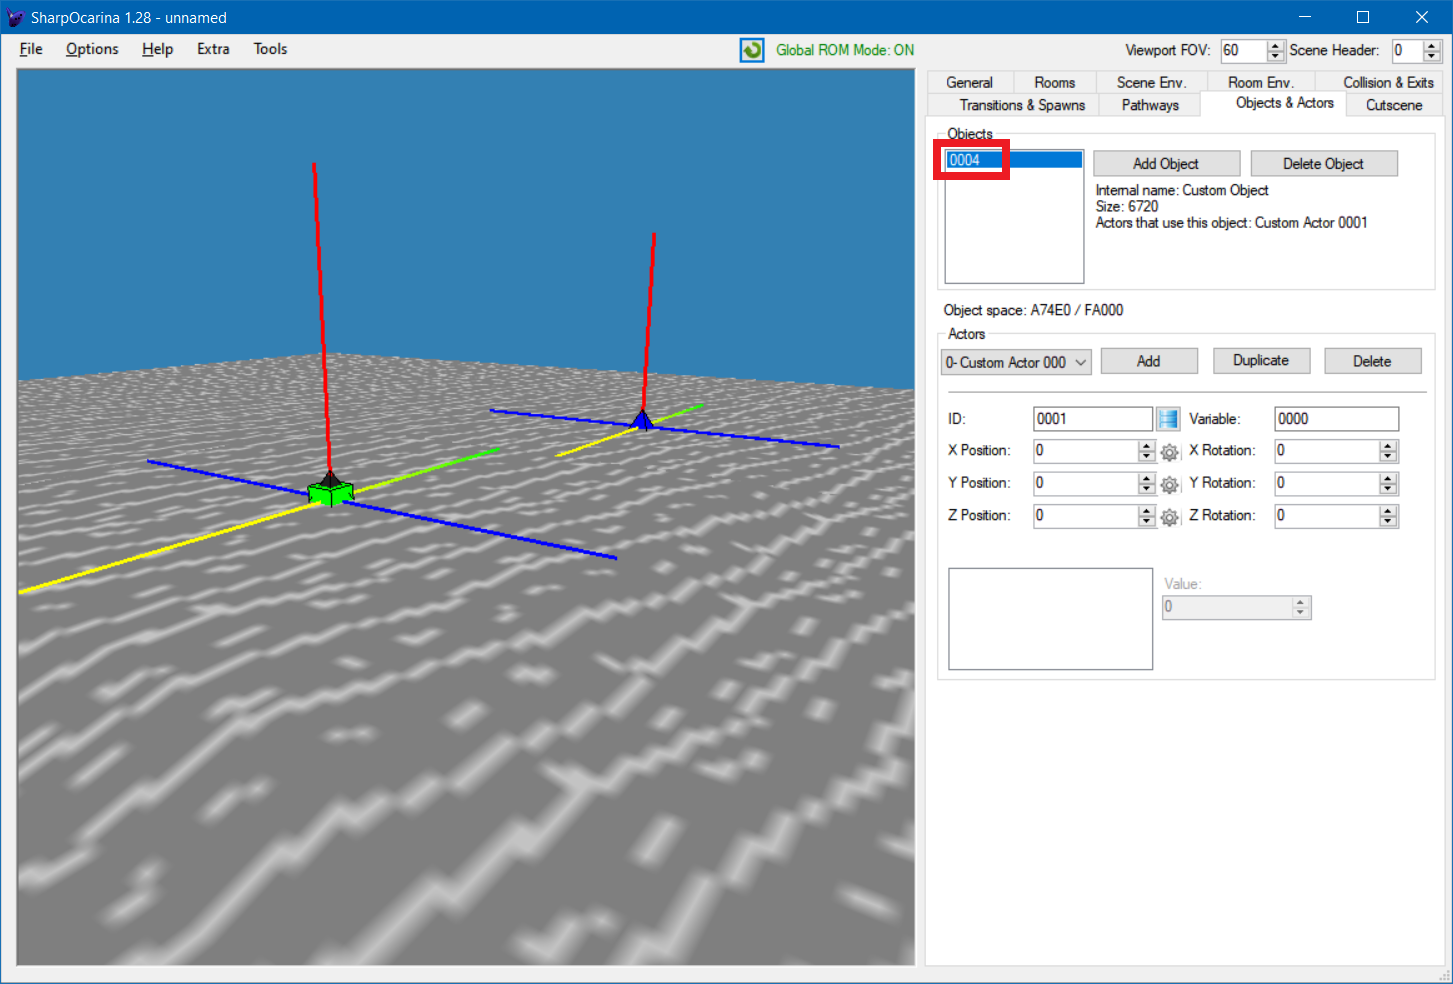 SharpOcarina 1.28 - unnamed
File Options Help Extra Tools
Global ROM Mode: ON
Viewport FOV: 60 Scene Header: 0
General Rooms Scene Env. Room Env. Collision & Exits
Transitions & Spawns Pathways Objects & Actors Cutscene
Objects
0004
Add Object Delete Object
Internal name: Custom Object
Size: 6720
Actors that use this object: Custom Actor 0001
Object space: A74E0 / FA000
Actors
0- Custom Actor 000 Add Duplicate Delete
ID: 0001 Variable: 0000
X Position: 0 X Rotation: 0
Y Position: 0 Y Rotation: 0
Z Position: 0 Z Rotation: 0
Value:
0